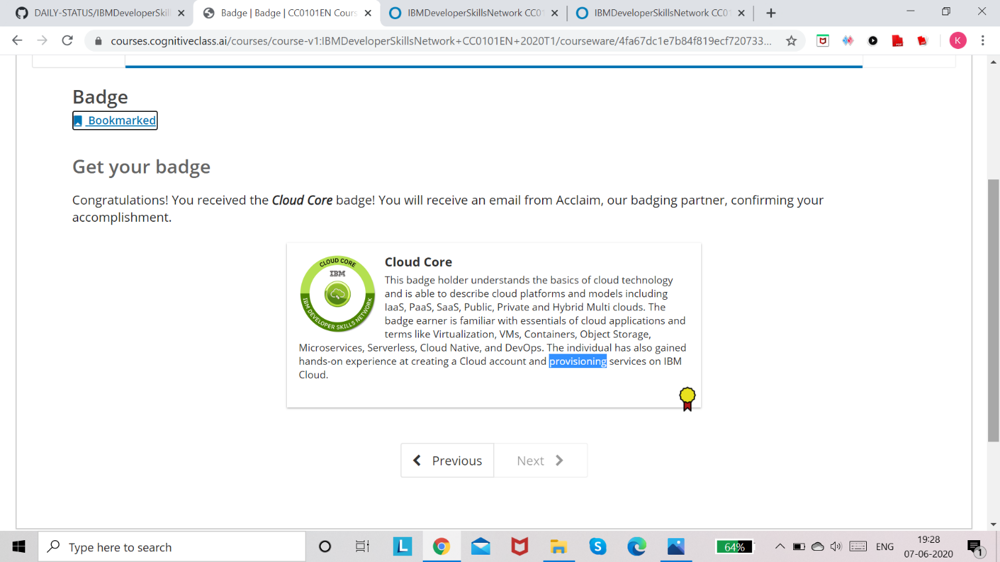 DAILY-STATUS/IBMDeveloperSkill
Badge | Badge | CC0101EN Cours
IBMDeveloperSkillsNetwork CC01
IBMDeveloperSkillsNetwork CC01
courses.cognitiveclass.ai/courses/course-v1:IBMDeveloperSkillsNetwork+CC0101EN+2020T1/courseware/4fa67dc1e7b84f819ecf720733...
K
Badge
Bookmarked
Get your badge
Congratulations! You received the Cloud Core badge! You will receive an email from Acclaim, our badging partner, confirming your
accomplishment.
CLOUD CORE
IBM
IBM DEVELOPER SKILLS NETWORK
Cloud Core
This badge holder understands the basics of cloud technology
and is able to describe cloud platforms and models including
IaaS, PaaS, SaaS, Public, Private and Hybrid Multi clouds. The
badge earner is familiar with essentials of cloud applications and
terms like Virtualization, VMs, Containers, Object Storage,
Microservices, Serverless, Cloud Native, and DevOps. The individual has also gained
hands-on experience at creating a Cloud account and provisioning services on IBM
Cloud.
Previous
Next
Type here to search
L
S
64%
ENG
19:28
07-06-2020
1